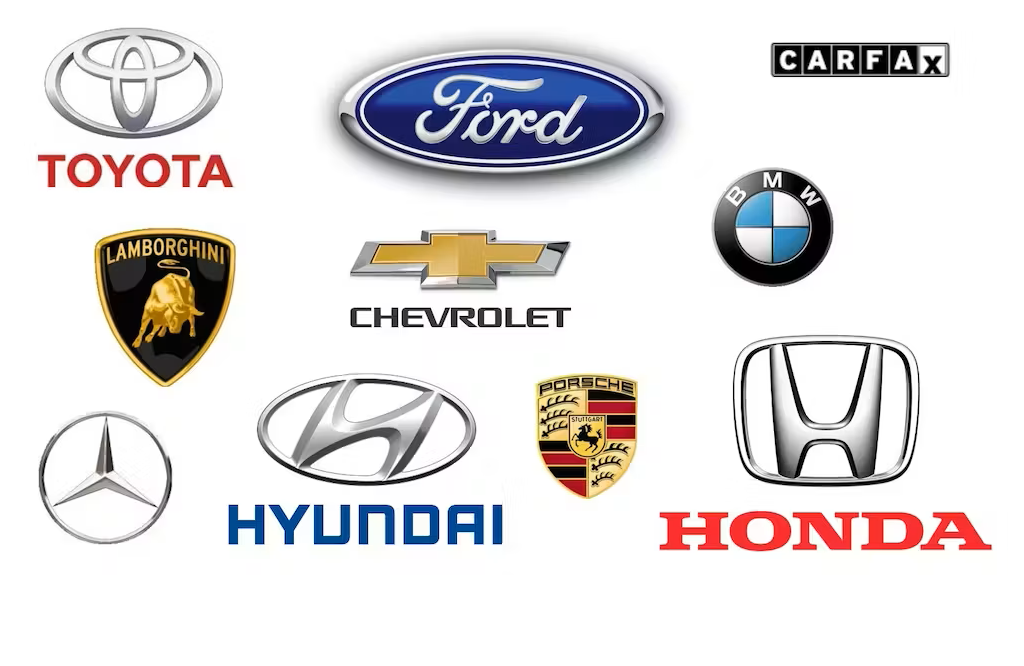 TOYOTA
Ford
CARFAX
BMW
LAMBORGHINI
CHEVROLET
HYUNDAI
PORSCHE
STUTTGART
HONDA